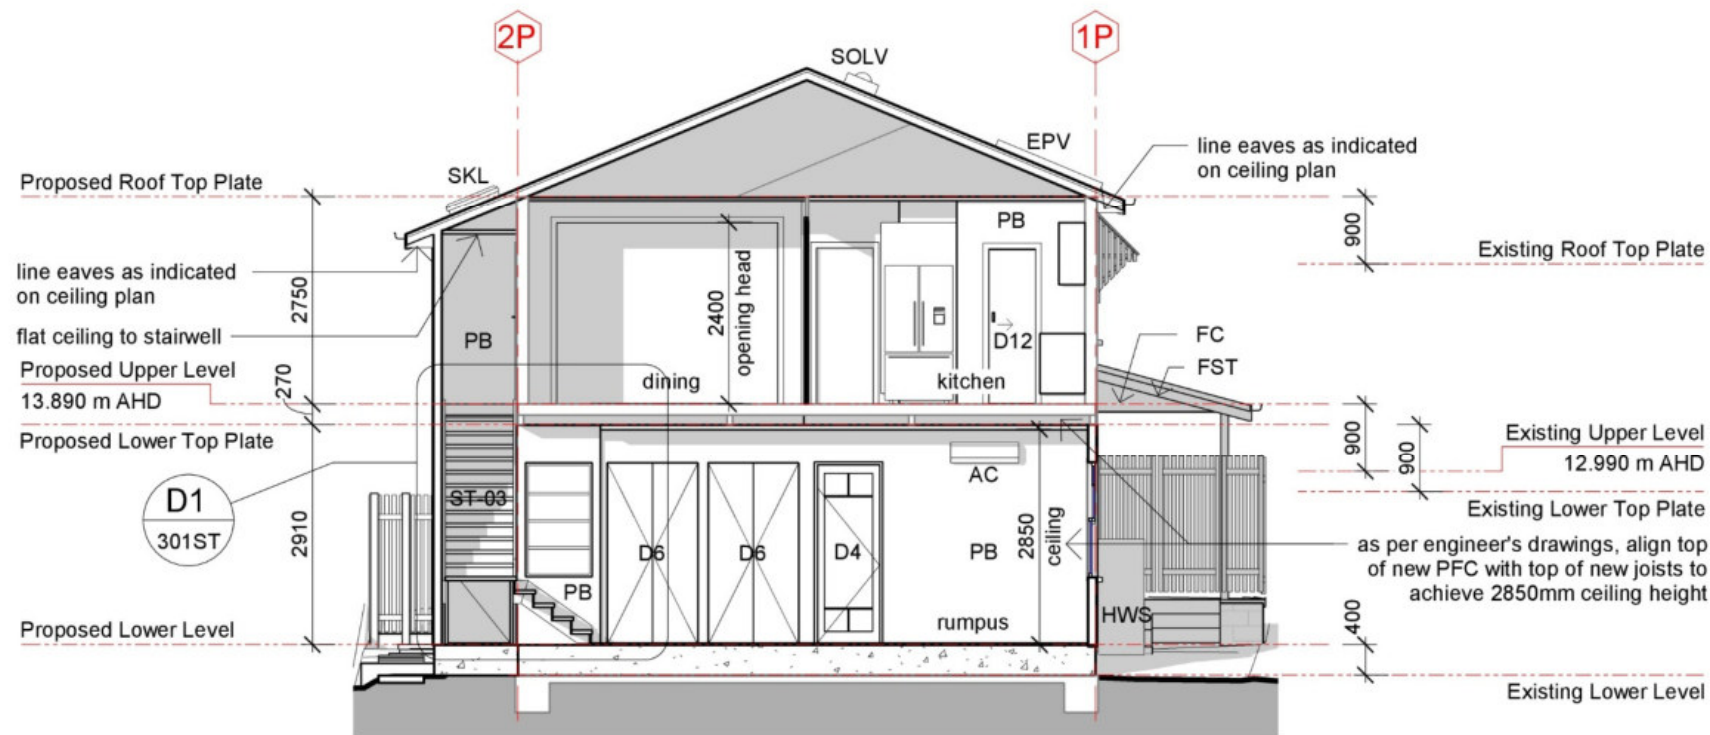 2P
1P
SOLV
EPV
line eaves as indicated
on ceiling plan
SKL
Proposed Roof Top Plate
PB
900
Existing Roof Top Plate
line eaves as indicated
on ceiling plan
2750
2400
opening head
flat ceiling to stairwell
PB
D12
FC
FST
Proposed Upper Level
13.890 m AHD
270
dining
kitchen
Proposed Lower Top Plate
900
900
Existing Upper Level
12.990 m AHD
AC
D1
301ST
ST-03
2910
D6
D6
D4
2850
ceiling
PB
Existing Lower Top Plate
as per engineer's drawings, align top
of new PFC with top of new joists to
achieve 2850mm ceiling height
PB
HWS
rumpus
Proposed Lower Level
400
Existing Lower Level